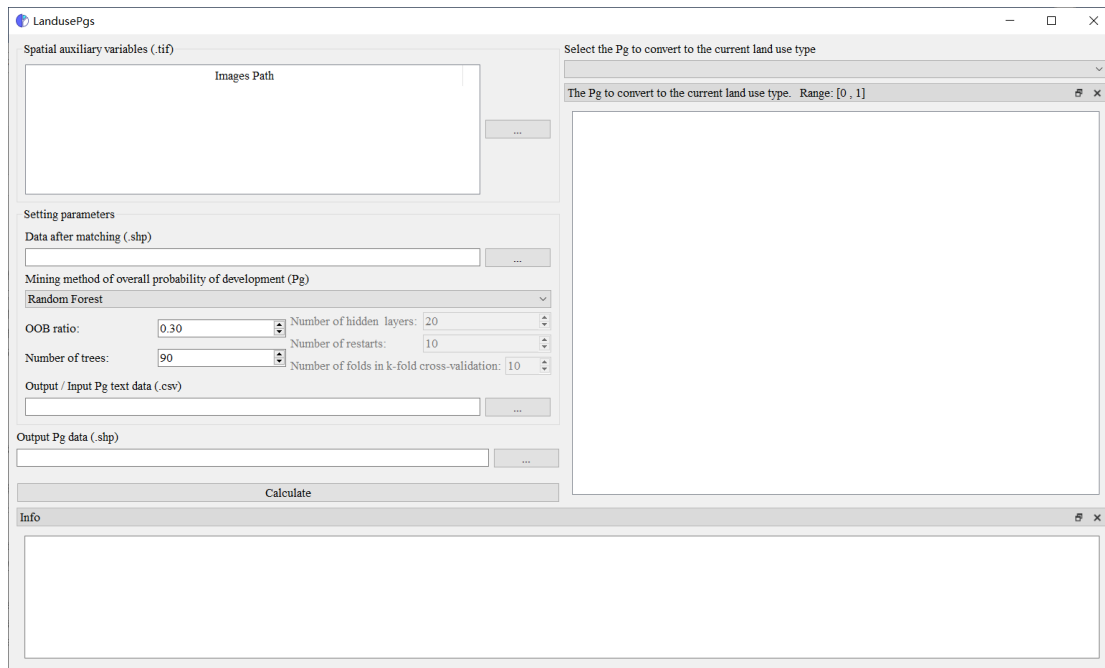 LandusePgs
Spatial auxiliary variables (.tif)
Images Path
...
Setting parameters
Data after matching (.shp)
...
Mining method of overall probability of development (Pg)
Random Forest
OOB ratio:
0.30
Number of trees:
90
Number of hidden layers:
20
Number of restarts:
10
Number of folds in k-fold cross-validation:
10
Output / Input Pg text data (.csv)
...
Output Pg data (.shp)
...
Calculate
Select the Pg to convert to the current land use type
The Pg to convert to the current land use type. Range: [0 , 1]
Info